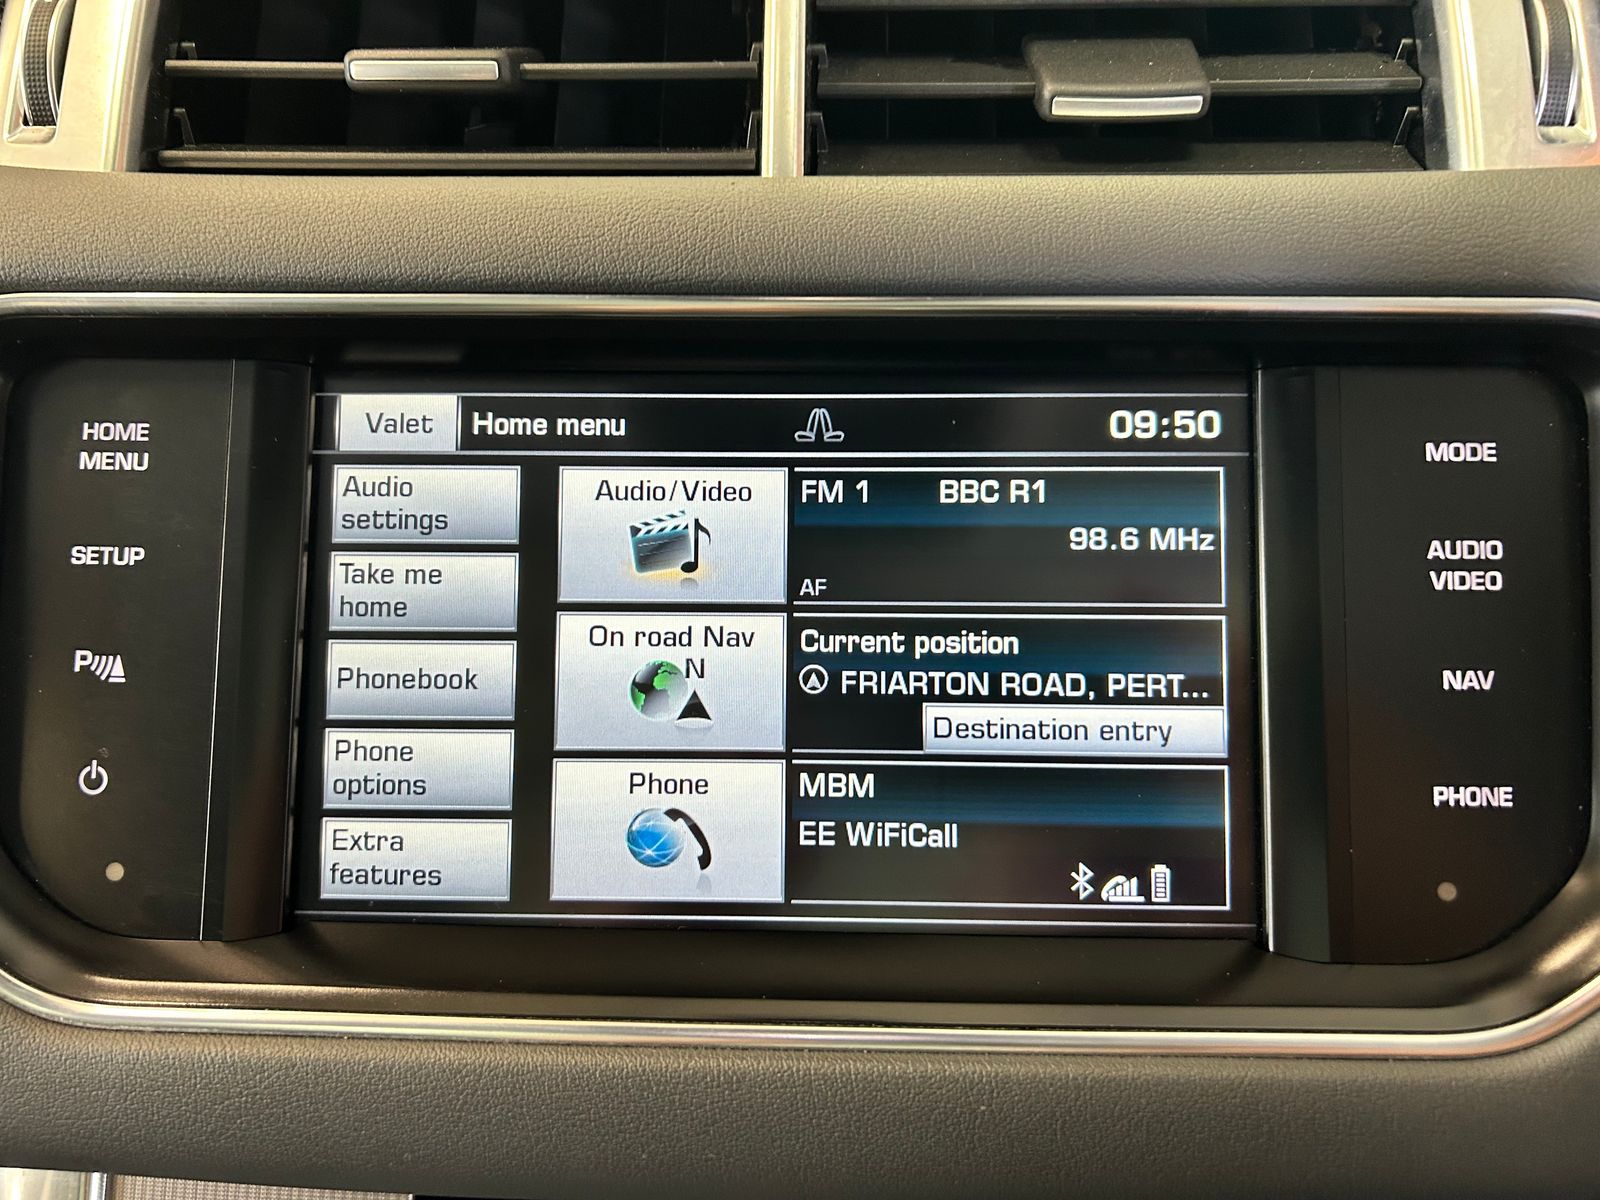 HOME
MENU
SETUP
P
Valet
Home menu
09:50
Audio
settings
Take me
home
Phonebook
Phone
options
Extra
features
Audio/Video
On road Nav
N
Phone
FM 1 BBC R1
98.6 MHz
AF
Current position
FRIARTON ROAD, PERT...
Destination entry
MBM
EE WiFiCall
MODE
AUDIO
VIDEO
NAV
PHONE